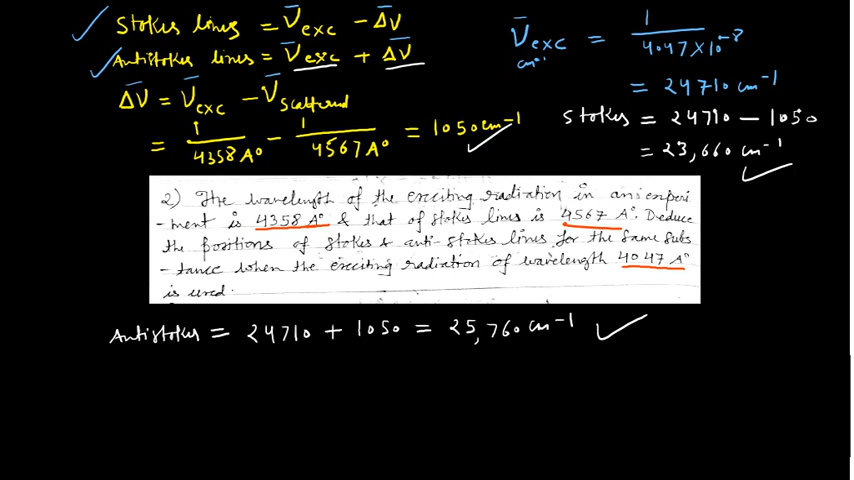 Stokes lines = ν̅exc − Δν̅
Antistokes lines = ν̅exc + Δν̅
Δν̅ = ν̅exc − ν̅scattered
= 1/4358A° − 1/4567A° = 1050cm⁻¹
ν̅exc = 1/4.047×10⁻⁸
cm⁻¹
= 24710 cm⁻¹
Stokes = 24710 − 1050
= 23,660 cm⁻¹
2) The wavelength of the exciting radiation in an experi
-ment is 4358 A° & that of stokes lines is 4567 A°. Deduce
the positions of stokes & anti-stokes lines for the same subs
-tance when the exciting radiation of wavelength 4047 A°
is used.
Antistokes = 24710 + 1050 = 25,760 cm⁻¹